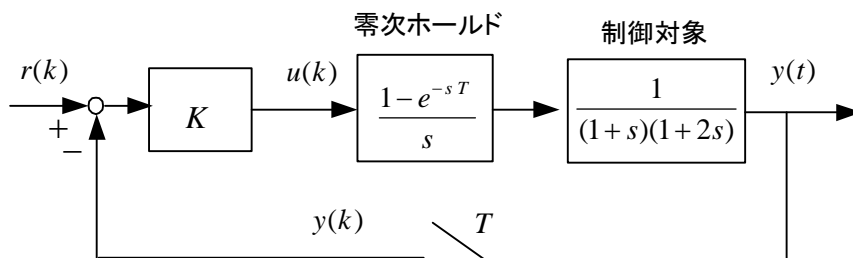 零次ホールド
制御対象
r(k)
+
−
K
u(k)
1−e^{−sT}
s
1
(1+s)(1+2s)
y(t)
y(k)
T